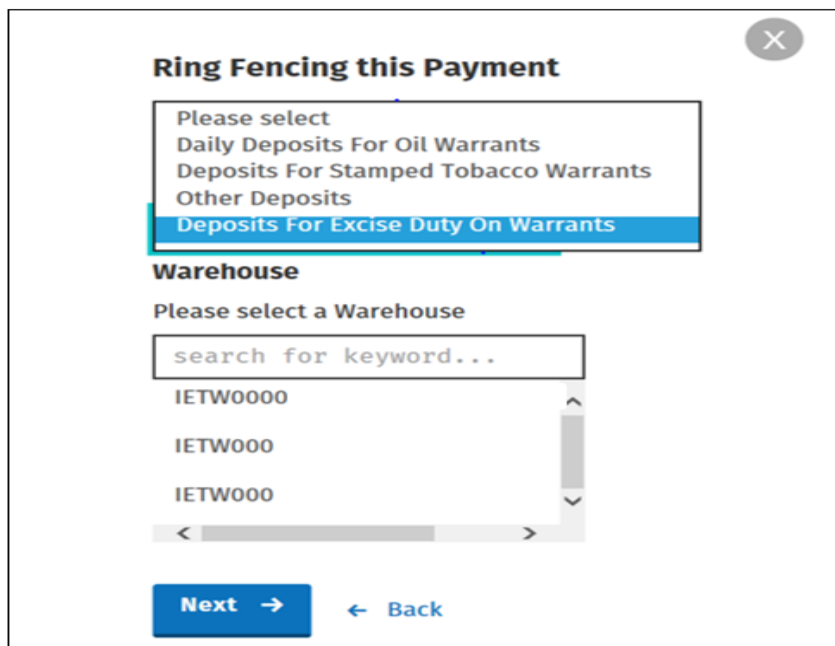 Ring Fencing this Payment
Please select
Daily Deposits For Oil Warrants
Deposits For Stamped Tobacco Warrants
Other Deposits
Deposits For Excise Duty On Warrants
Warehouse
Please select a Warehouse
search for keyword...
IETW0000
IETW000
IETW000
Next →
← Back